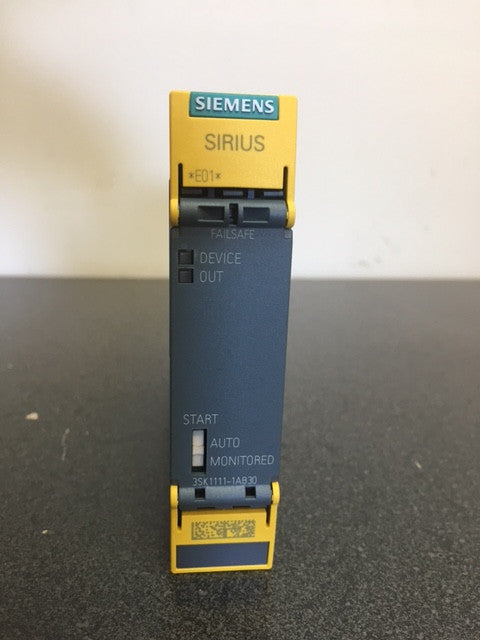 SIEMENS
SIRIUS
*E01*
FAILSAFE
DEVICE
OUT
START
AUTO
MONITORED
3SK1111-1AB30